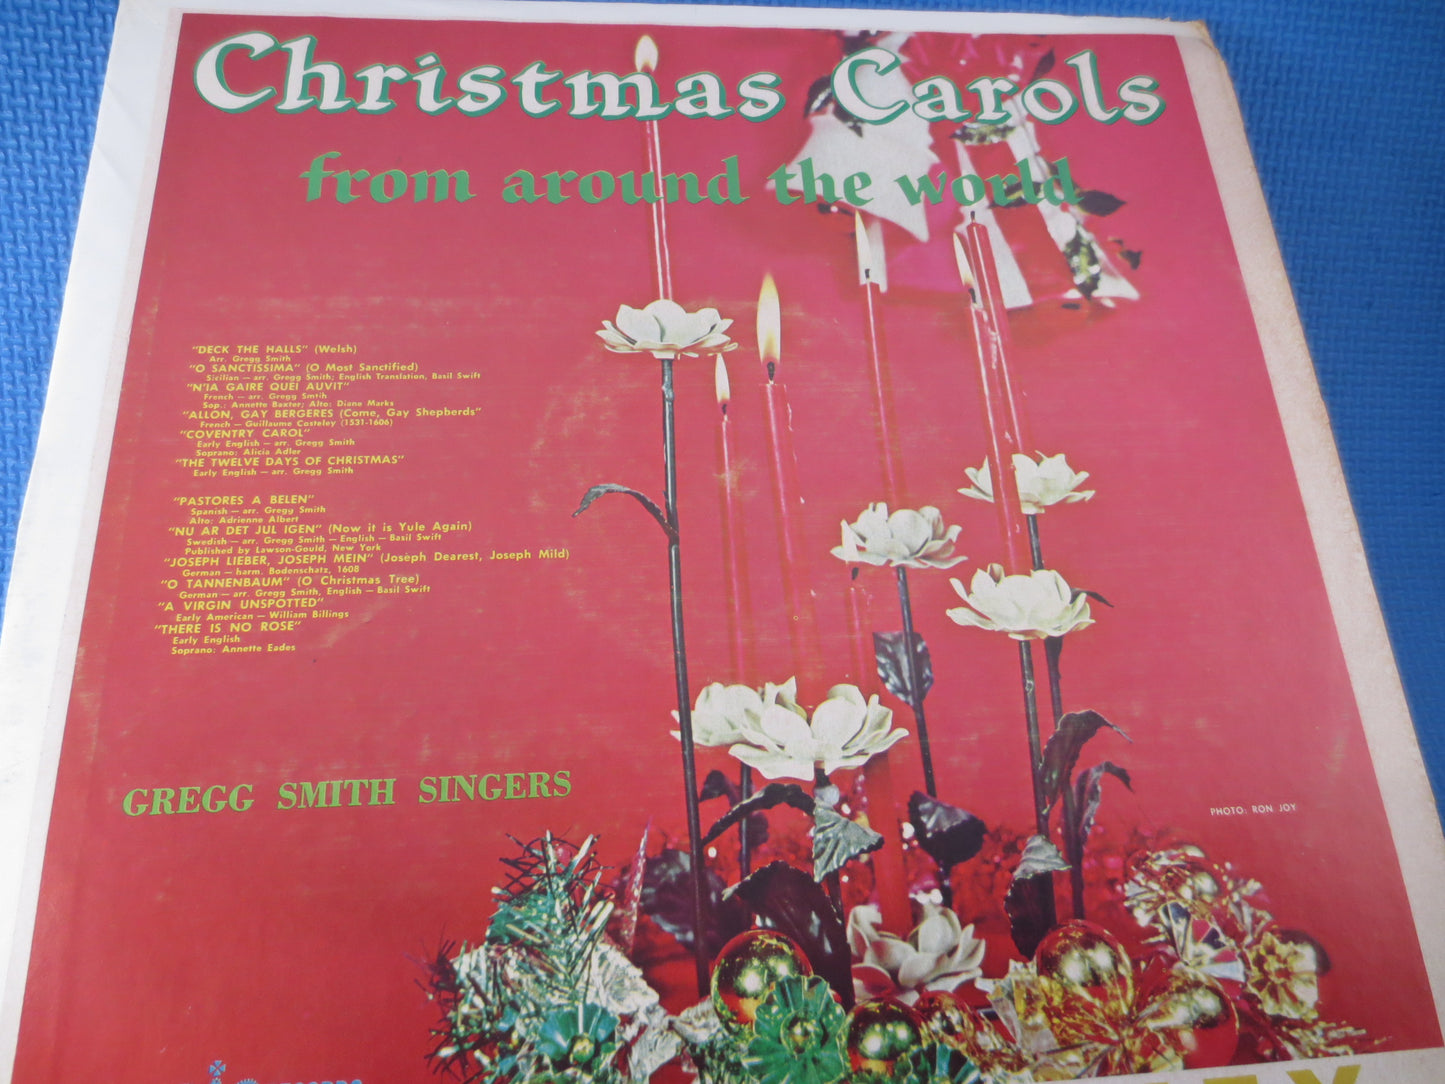 Christmas Carols
from around the world
"DECK THE HALLS" (Welsh)
Arr. Gregg Smith
"O SANCTISSIMA" (O Most Sanctified)
Sicilian — arr. Gregg Smith; English Translation, Basil Swift
"N'IA GAIRE QUEI AUVIT"
French — arr. Gregg Smtih
Sop.: Annette Baxter; Alto: Diane Marks
"ALLON, GAY BERGERES (Come, Gay Shepherds"
French — Guillaume Costeley (1531-1606)
"COVENTRY CAROL"
Early English — arr. Gregg Smith
Soprano: Alicia Adler
"THE TWELVE DAYS OF CHRISTMAS"
Early English — arr. Gregg Smith
"PASTORES A BELEN"
Spanish — arr. Gregg Smith
Alto: Adrienne Albert
"NU AR DET JUL IGEN" (Now it is Yule Again)
Swedish — arr. Gregg Smith — English — Basil Swift
Published by Lawson-Gould, New York
"JOSEPH LIEBER, JOSEPH MEIN" (Joseph Dearest, Joseph Mild)
German — harm. Bodenschatz, 1608
"O TANNENBAUM" (O Christmas Tree)
German — arr. Gregg Smith, English — Basil Swift
"A VIRGIN UNSPOTTED"
Early American — William Billings
"THERE IS NO ROSE"
Early English
Soprano: Annette Eades
GREGG SMITH SINGERS
PHOTO: RON JOY